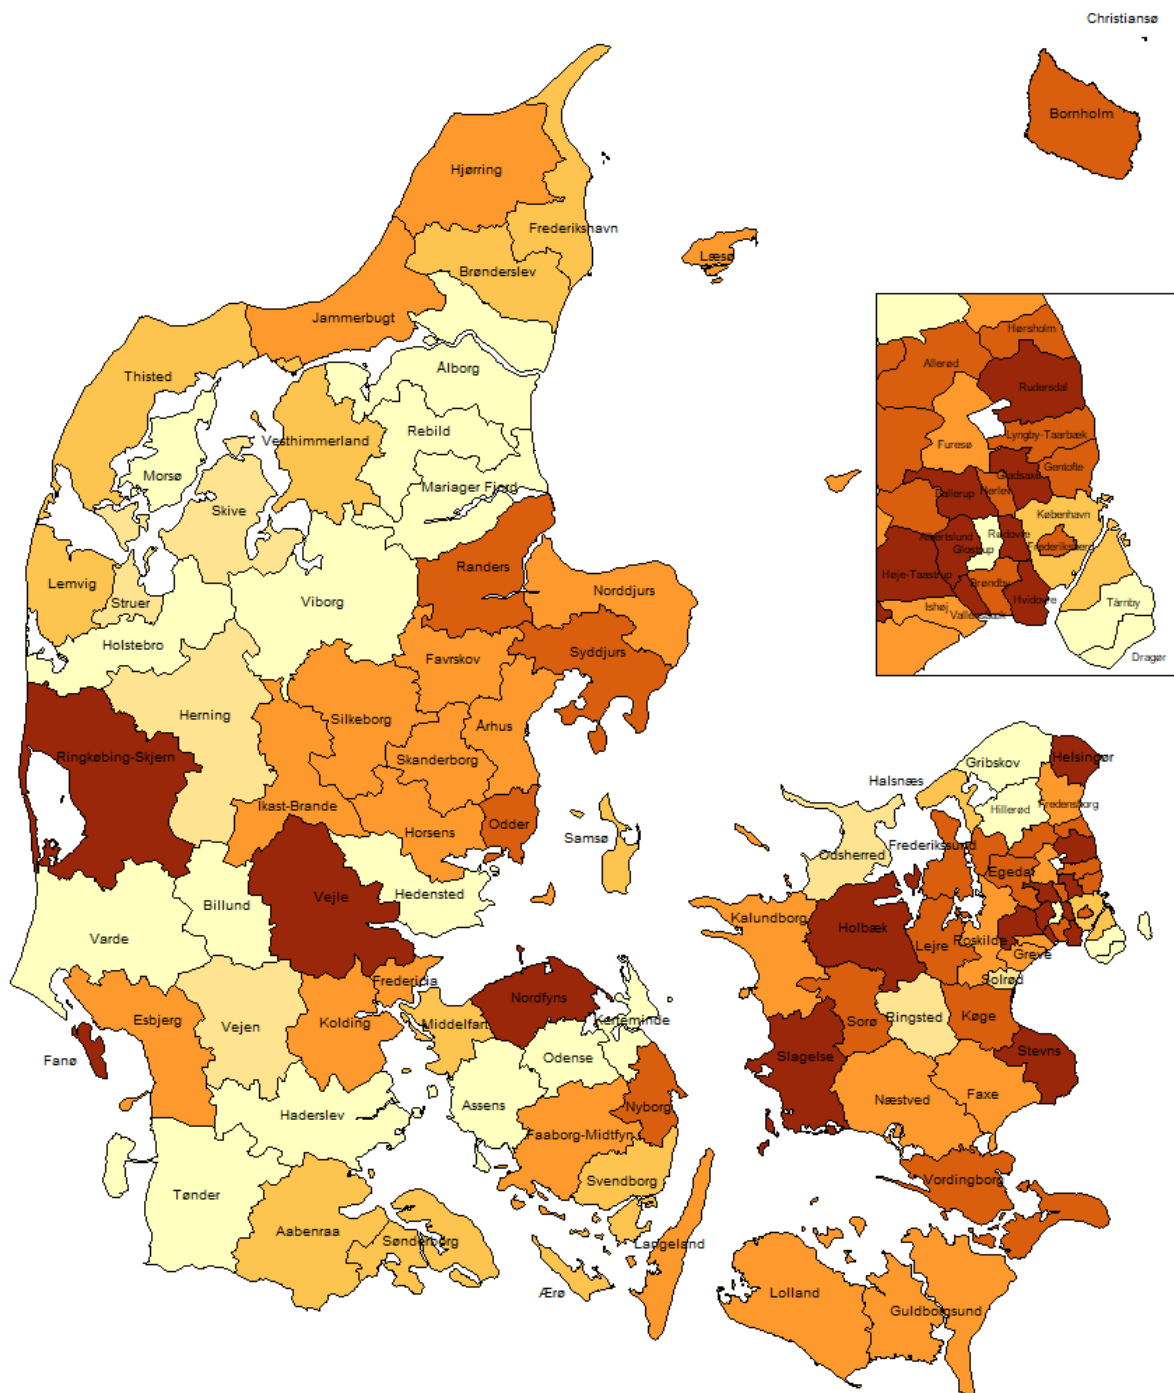 Christiansø
Bornholm
Hjørring
Frederikshavn
Læsø
Brønderslev
Jammerbugt
Hørsholm
Allerød
Thisted
Ålborg
Rudersdal
Rebild
Vesthimmerland
Furesø
Lyngby-Taarbæk
Morsø
Mariager Fjord
Gentofte
Gladsaxe
Ballerup
Herlev
Skive
København
Albertslund
Rødovre
Frederiksberg
Glostrup
Randers
Høje-Taastrup
Lemvig
Brøndby
Norddjurs
Struer
Viborg
Hvidovre
Tårnby
Ishøj
Vallensbæk
Holstebro
Favrskov
Syddjurs
Dragør
Herning
Silkeborg
Århus
Ringkøbing-Skjern
Skanderborg
Helsingør
Gribskov
Halsnæs
Ikast-Brande
Hillerød
Fredensborg
Horsens
Odder
Samsø
Frederikssund
Odsherred
Egedal
Vejle
Hedensted
Billund
Kalundborg
Holbæk
Varde
Lejre
Roskilde
Greve
Fredericia
Solrød
Nordfyns
Esbjerg
Vejen
Kolding
Middelfart
Kerteminde
Sorø
Ringsted
Køge
Fanø
Odense
Slagelse
Stevns
Haderslev
Assens
Nyborg
Næstved
Faxe
Faaborg-Midtfyn
Svendborg
Vordingborg
Tønder
Aabenraa
Sønderborg
Langeland
Ærø
Lolland
Guldborgsund